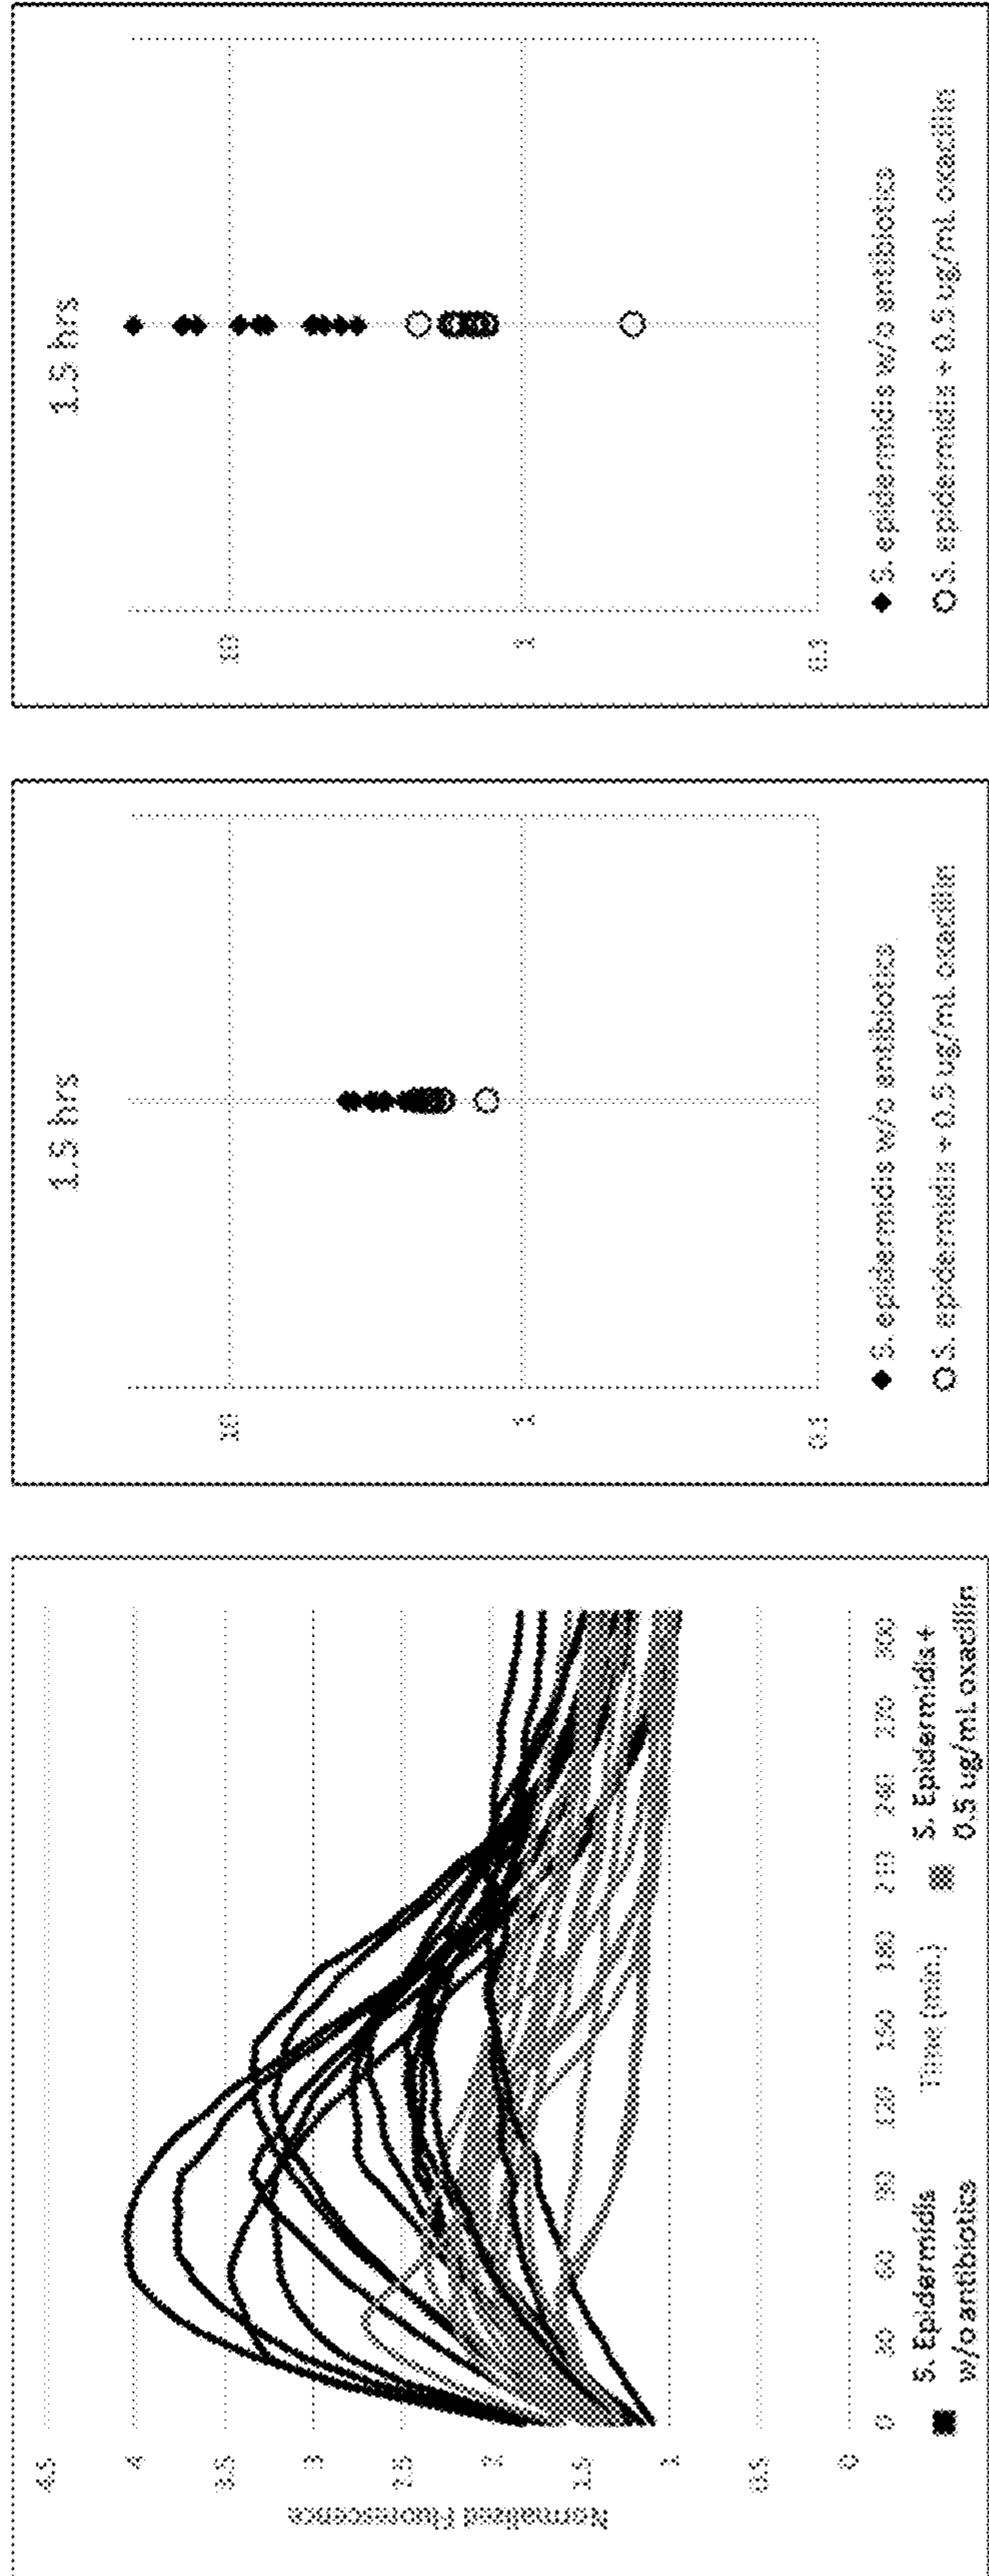 Normalized Fluorescence
4.5
4
3.5
3
2.5
2
1.5
1
0.5
0
0
30
60
90
120
150
180
210
240
270
300
Time (min.)
S. Epidermidis
w/o antibiotics
S. Epidermidis+
0.5 ug/mL oxacillin
1.5 hrs
10
1
0.1
S. epidermidis w/o antibiotics
S. epidermidis + 0.5 ug/mL oxacillin
1.5 hrs
10
1
0.1
S. epidermidis w/o antibiotics
S. epidermidis + 0.5 ug/mL oxacillin